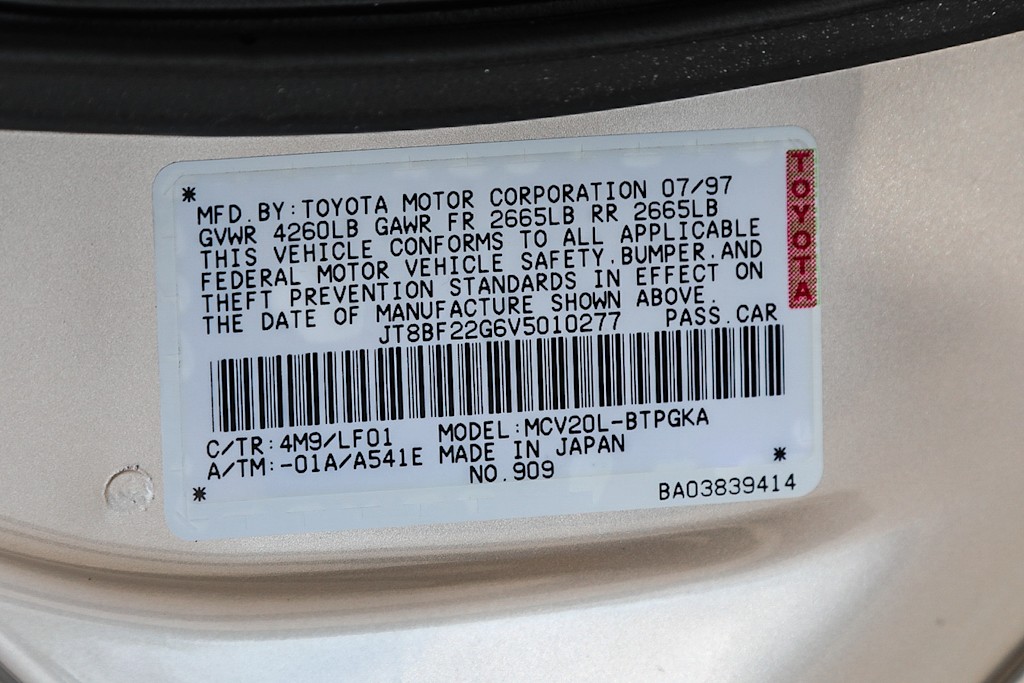 MFD.BY:TOYOTA MOTOR CORPORATION 07/97
GVWR 4260LB GAWR FR 2665LB RR 2665LB
THIS VEHICLE CONFORMS TO ALL APPLICABLE
FEDERAL MOTOR VEHICLE SAFETY.BUMPER.AND
THEFT PREVENTION STANDARDS IN EFFECT ON
THE DATE OF MANUFACTURE SHOWN ABOVE.
JT8BF22G6V5010277 PASS.CAR
C/TR:4M9/LF01 MODEL:MCV20L-BTPGKA
A/TM:-01A/A541E MADE IN JAPAN
NO.909
BA03839414
TOYOTA